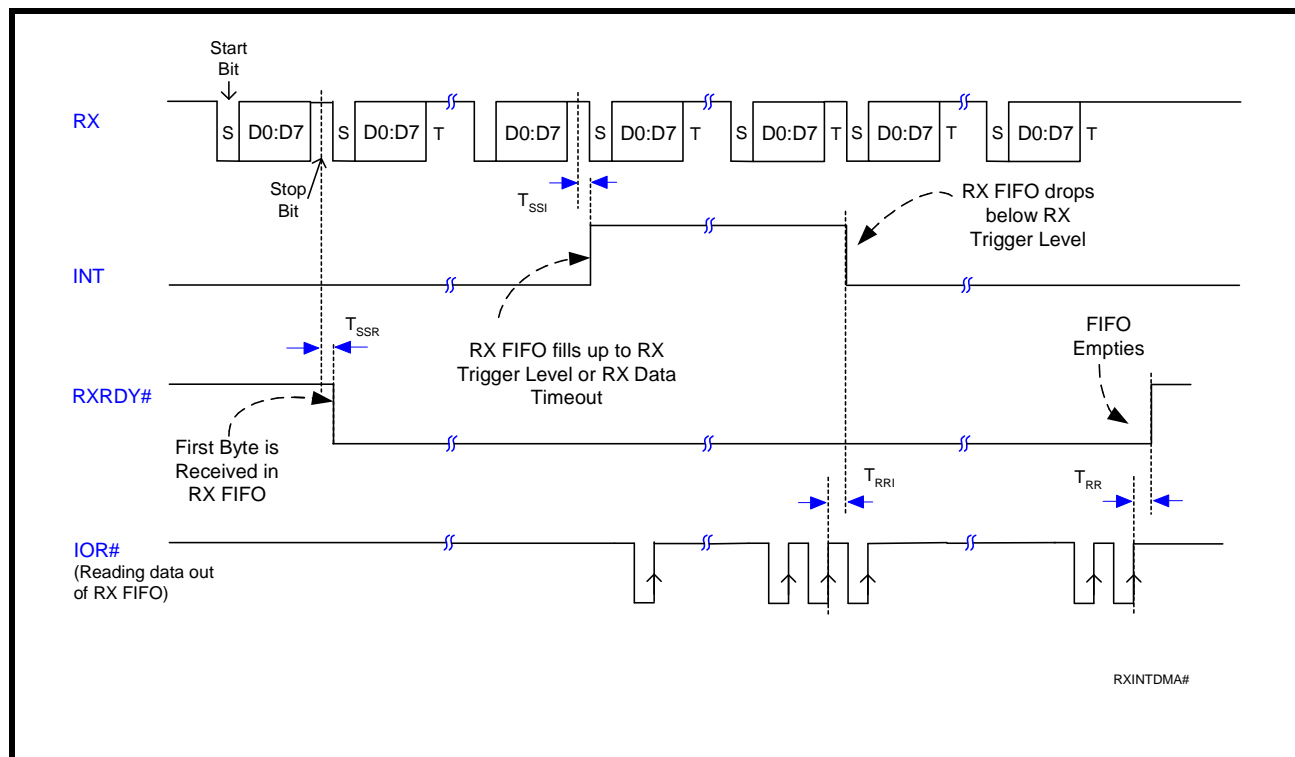 Start
Bit
RX
S D0:D7 S D0:D7 T D0:D7 S D0:D7 T S D0:D7 T S D0:D7 T S D0:D7 T
Stop
Bit
TSSI
RX FIFO drops
below RX
Trigger Level
INT
TSSR
RX FIFO fills up to RX
Trigger Level or RX Data
Timeout
FIFO
Empties
RXRDY#
First Byte is
Received in
RX FIFO
TRRI
TRR
IOR#
(Reading data out
of RX FIFO)
RXINTDMA#